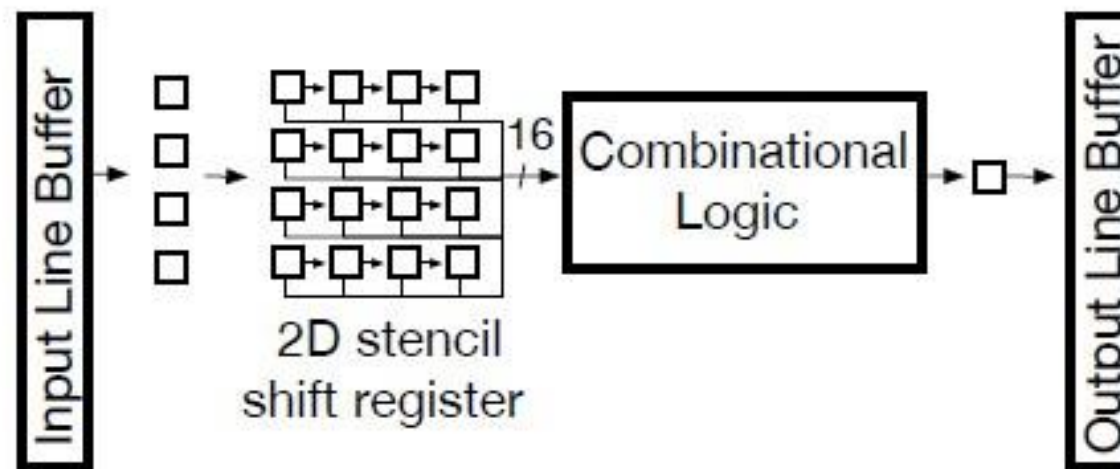 Input Line Buffer
2D stencil
shift register
16
Combinational
Logic
Output Line Buffer